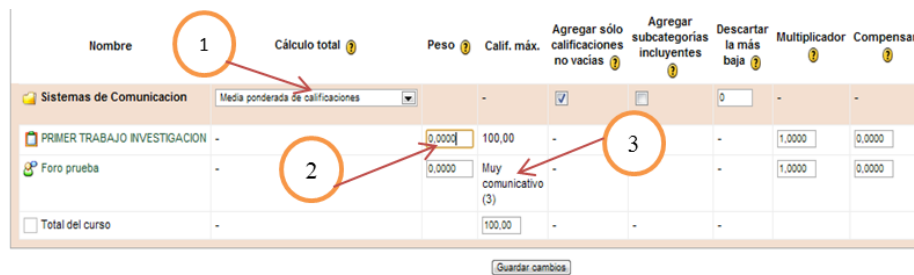 Nombre Cálculo total Peso Calif. máx. Agregar sólo calificaciones no vacías Agregar subcategorías incluyentes Descartar la más baja Multiplicador Compensar
1
Sistemas de Comunicacion Media ponderada de calificaciones - 0 - -
PRIMER TRABAJO INVESTIGACION - 0,0000 100,00 - - 1,0000 0,0000
2
3
Foro prueba - 0,0000 Muy comunicativo (3) - - 1,0000 0,0000
Total del curso - 100,00 - - -
Guardar cambios